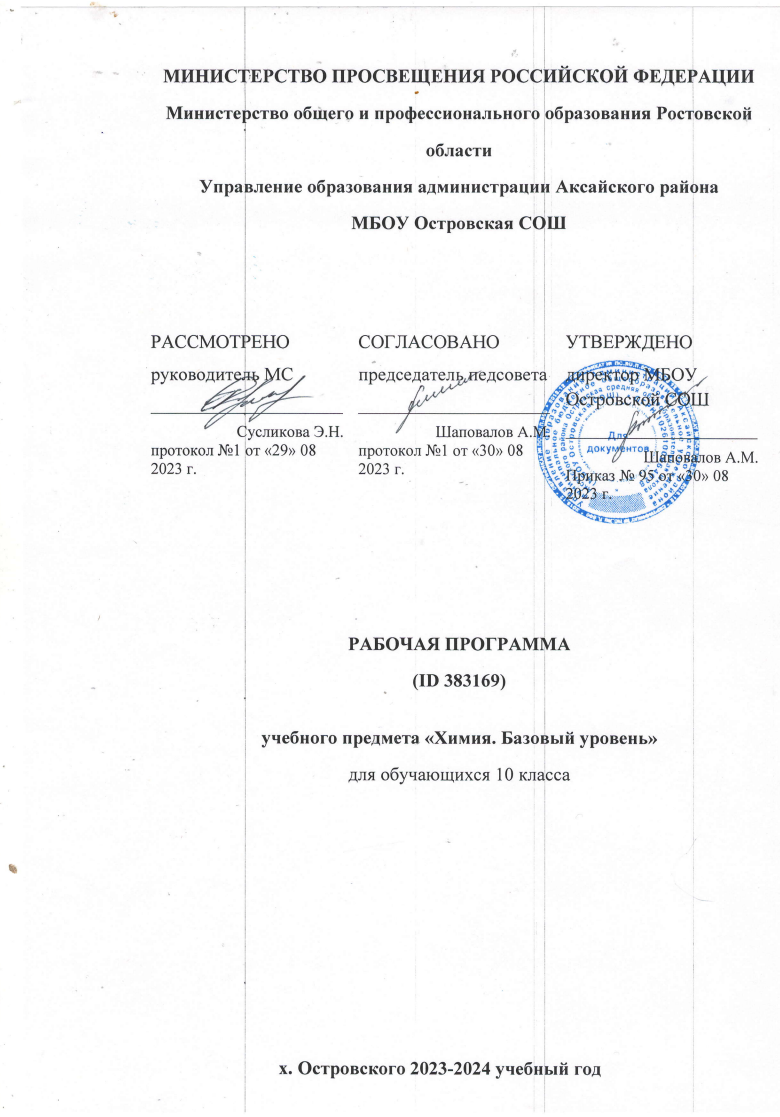 МИНИСТЕРСТВО ПРОСВЕЩЕНИЯ РОССИЙСКОЙ ФЕДЕРАЦИИ
Министерство общего и профессионального образования Ростовской
области
Управление образования администрации Аксайского района
МБОУ Островская СОШ
РАССМОТРЕНО
руководитель МС
Сусликова Э.Н.
протокол №1 от «29» 08
2023 г.
СОГЛАСОВАНО
председатель педсовета
Шаповалов А.М
протокол №1 от «30» 08
2023 г.
УТВЕРЖДЕНО
директор МБОУ
Островской СОШ
Для
документов
Шаповалов А.М.
Приказ № 95 от «30» 08
2023 г.
РАБОЧАЯ ПРОГРАММА
(ID 383169)
учебного предмета «Химия. Базовый уровень»
для обучающихся 10 класса
х. Островского 2023-2024 учебный год